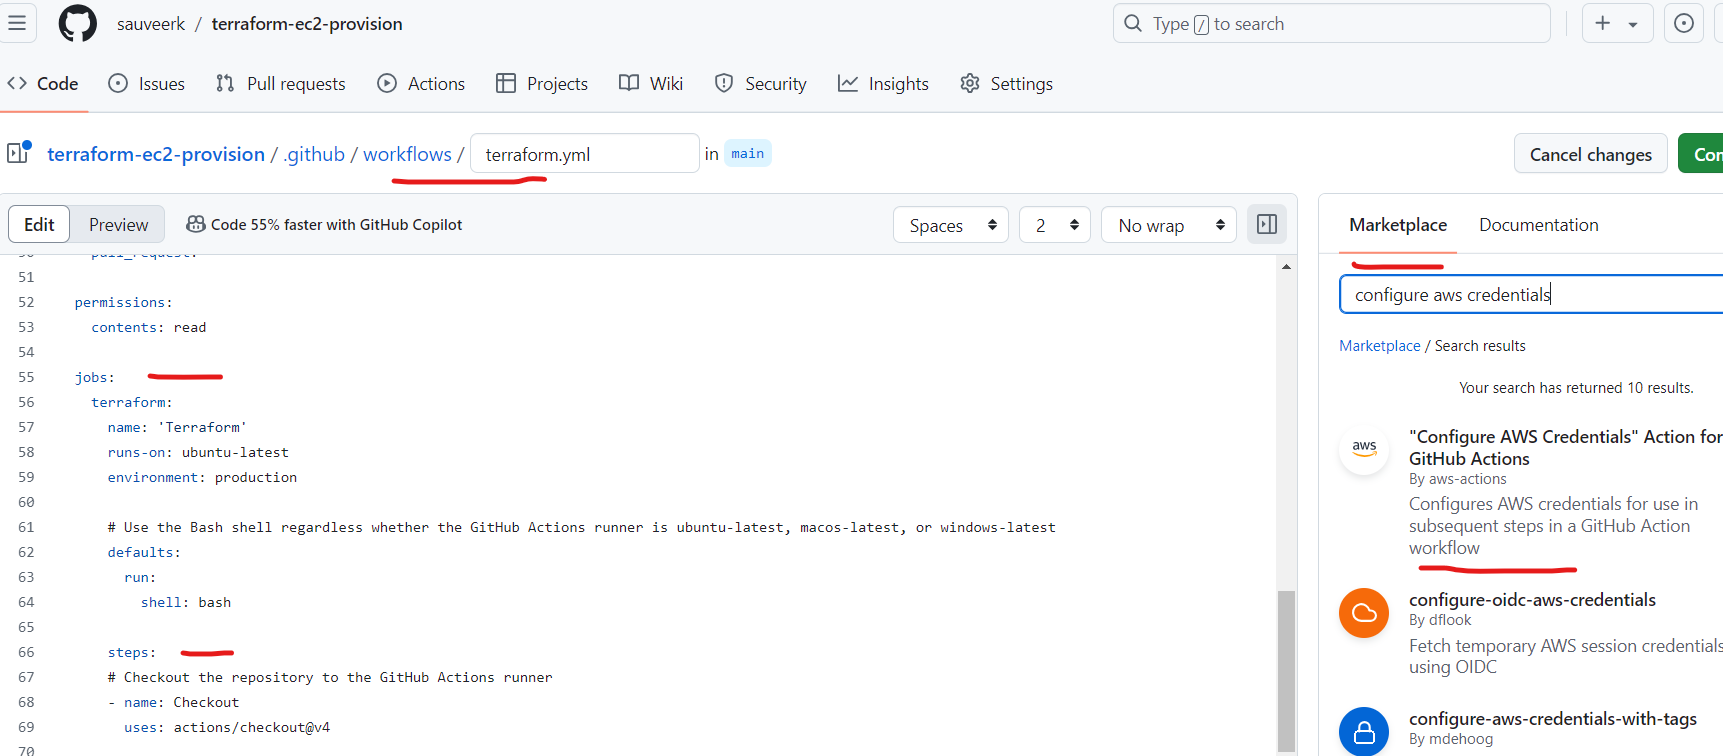 sauveerk / terraform-ec2-provision
Type / to search
Code
Issues
Pull requests
Actions
Projects
Wiki
Security
Insights
Settings
terraform-ec2-provision / .github / workflows / terraform.yml in main
Cancel changes
Com
Edit
Preview
Code 55% faster with GitHub Copilot
Spaces
2
No wrap
50 pull_request:
51
52 permissions:
53 contents: read
54
55 jobs:
56 terraform:
57 name: 'Terraform'
58 runs-on: ubuntu-latest
59 environment: production
60
61 # Use the Bash shell regardless whether the GitHub Actions runner is ubuntu-latest, macos-latest, or windows-latest
62 defaults:
63 run:
64 shell: bash
65
66 steps:
67 # Checkout the repository to the GitHub Actions runner
68 - name: Checkout
69 uses: actions/checkout@v4
70
Marketplace
Documentation
configure aws credentials
Marketplace / Search results
Your search has returned 10 results.
aws
"Configure AWS Credentials" Action for
GitHub Actions
By aws-actions
Configures AWS credentials for use in
subsequent steps in a GitHub Action
workflow
configure-oidc-aws-credentials
By dflook
Fetch temporary AWS session credentials
using OIDC
configure-aws-credentials-with-tags
By mdehoog